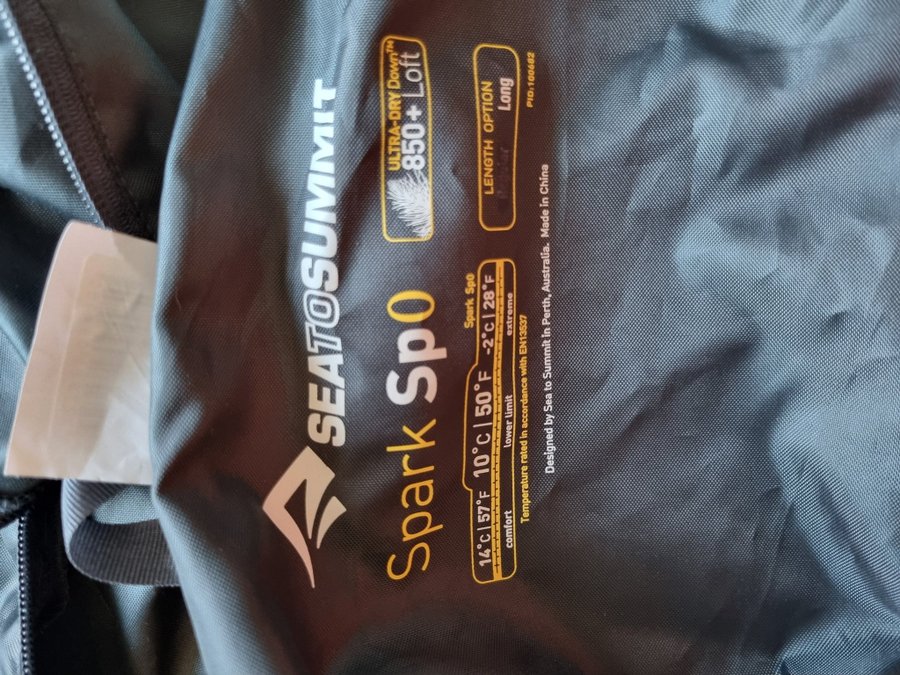 SEATOSUMMIT
Spark Sp0
ULTRA-DRY Down™
850+ Loft
Spark Sp0
14°C | 57°F 10°C | 50°F -2°C | 28°F
comfort lower limit extreme
Temperature rated in accordance with EN13537
LENGTH OPTION
Long
PID:100682
Designed by Sea to Summit in Perth, Australia. Made in China